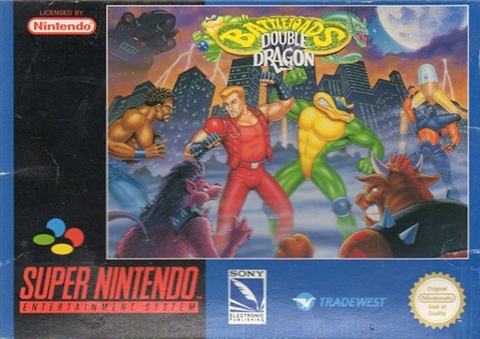 LICENSED BY
Nintendo
BATTLETOADS
DOUBLE
DRAGON
SUPER NINTENDO
ENTERTAINMENT SYSTEM
SONY
ELECTRONIC
PUBLISHING
TRADEWEST
Original
Nintendo
Seal of
Quality